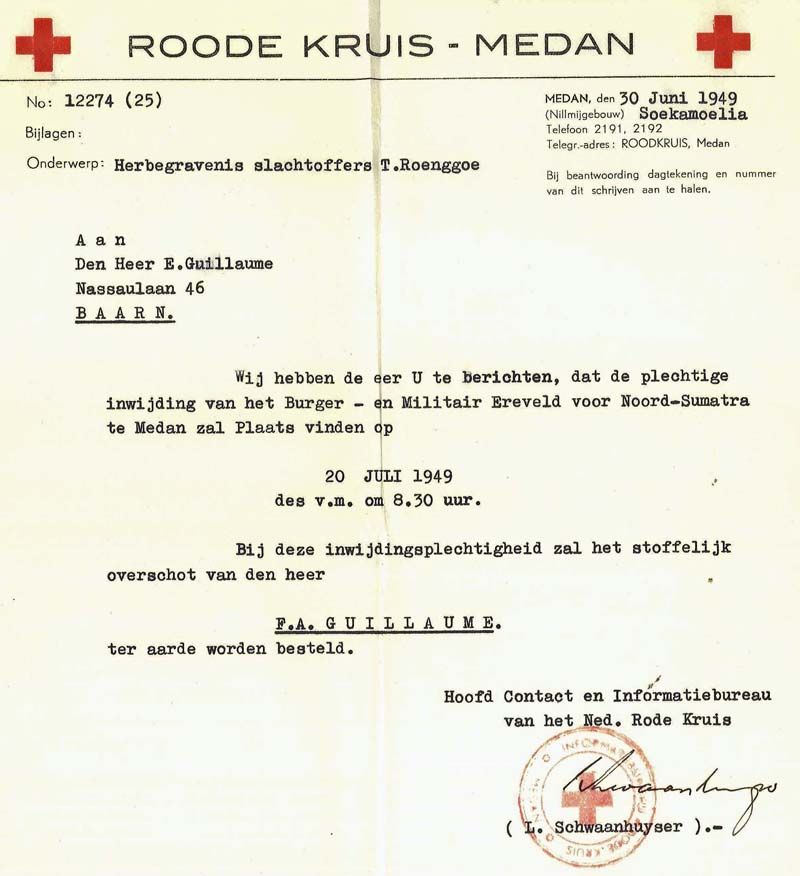 ROODE KRUIS - MEDAN
No: 12274 (25)
Bijlagen:
Onderwerp: Herbegravenis slachtoffers T.Roenggoe
MEDAN, den 30 Juni 1949
(Nillmijgebouw) Soekamoelia
Telefoon 2191, 2192
Telegr.-adres: ROODKRUIS, Medan
Bij beantwoording dagtekening en nummer
van dit schrijven aan te halen.
A a n
Den Heer E.Guillaume
Nassaulaan 46
B A A R N.
Wij hebben de eer U te berichten, dat de plechtige
inwijding van het Burger - en Militair Ereveld voor Noord-Sumatra
te Medan zal Plaats vinden op
20 JULI 1949
des v.m. om 8.30 uur.
Bij deze inwijdingsplechtigheid zal het stoffelijk
overschot van den heer
F.A. G U I L L A U M E.
ter aarde worden besteld.
Hoofd Contact en Informatiebureau
van het Ned. Rode Kruis
( L. Schwaanhuyser ).-